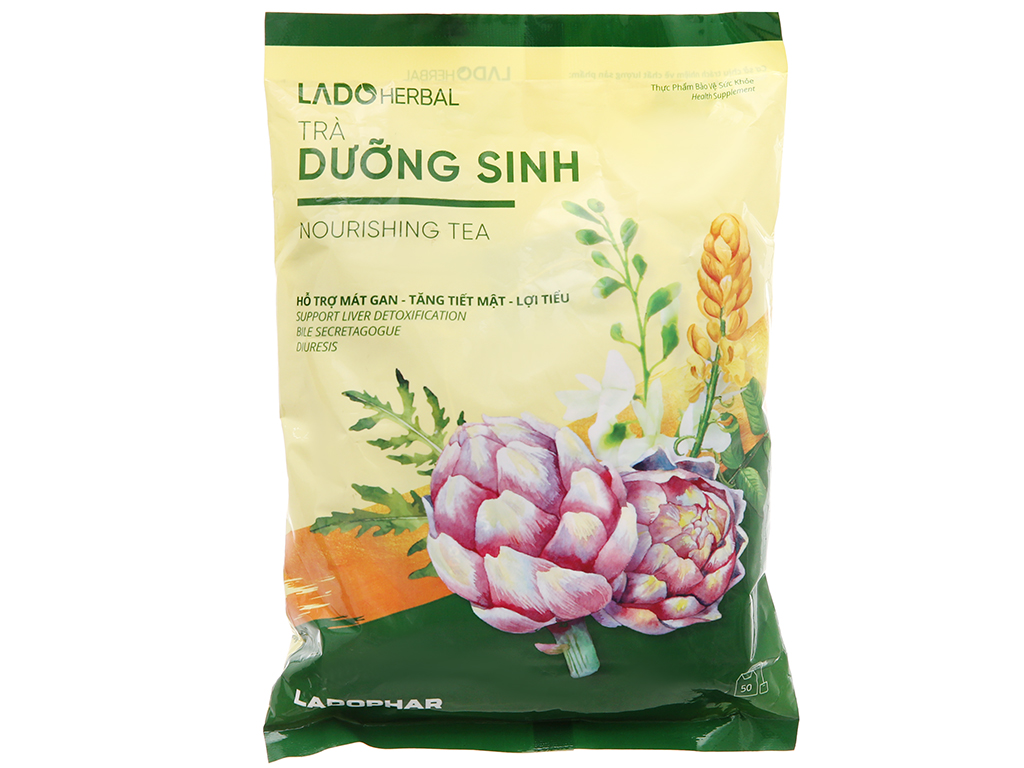 LADO HERBAL
Thực Phẩm Bảo Vệ Sức Khỏe
Health Supplement
TRÀ
DƯỠNG SINH
NOURISHING TEA
HỖ TRỢ MÁT GAN - TĂNG TIẾT MẬT - LỢI TIỂU
SUPPORT LIVER DETOXIFICATION
BILE SECRETAGOGUE
DIURESIS
50
LADOPHAR